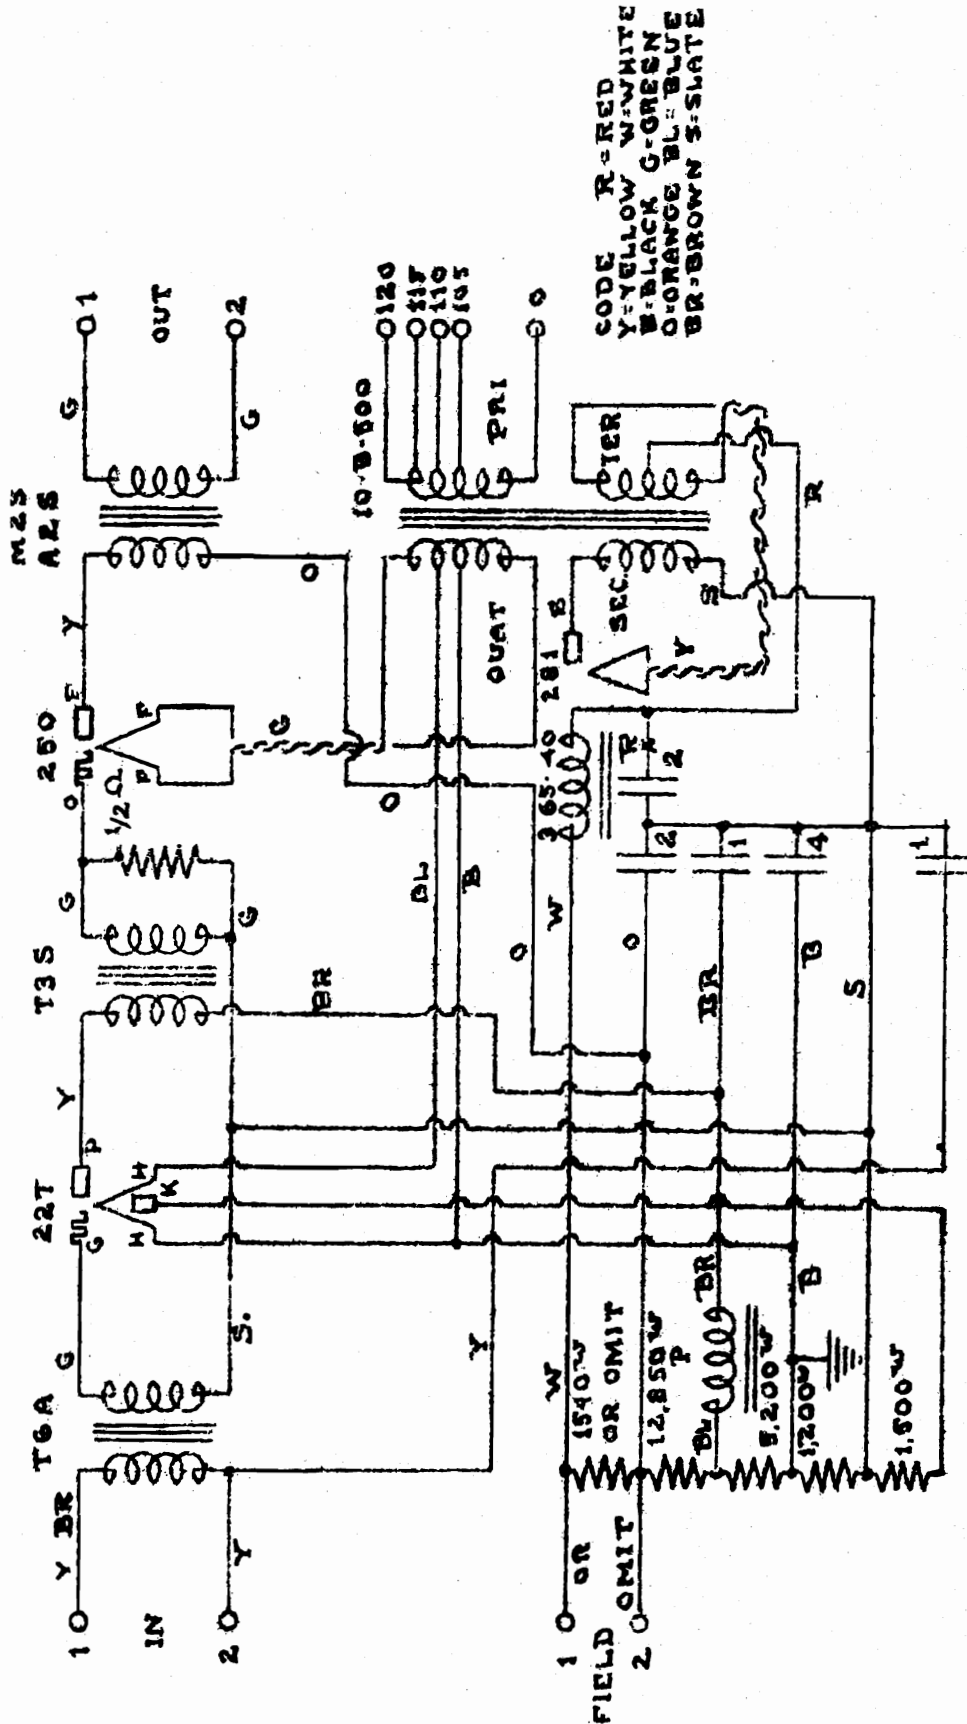 T6A
22T
T3S
250
M25
A25
Y BR
G
G
P
Y
G
O
1/2 Ω
E
Y
G
1
1
IN
OUT
2
2
Y
S.
H
K
H
G
F
F
G
O
G
BR
10-B-500
120
115
110
105
0
PRI
BL
B
O
QUAT
TER
SEC.
281
B
S
Y
R
Y
W
O
O
3 65-40
R
2
2
1
4
1
BR
B
S
FIELD
1
OR
OMIT
2
W
1540 W
OR OMIT
12,850 W
P
BL
BR
5,200 W
B
1,200 W
1,500 W
CODE R=RED
Y=YELLOW W=WHITE
B=BLACK G=GREEN
O=ORANGE BL=BLUE
BR=BROWN S=SLATE